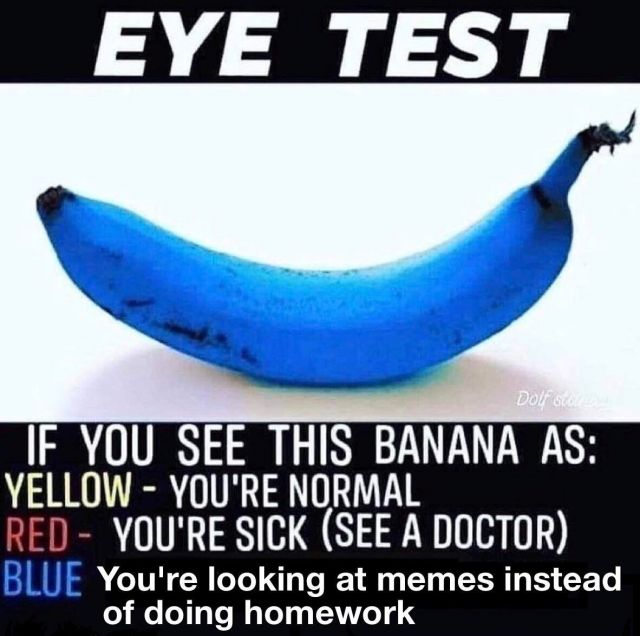 EYE TEST
Dolf
IF YOU SEE THIS BANANA AS:
YELLOW - YOU'RE NORMAL
RED - YOU'RE SICK (SEE A DOCTOR)
BLUE You're looking at memes instead
of doing homework